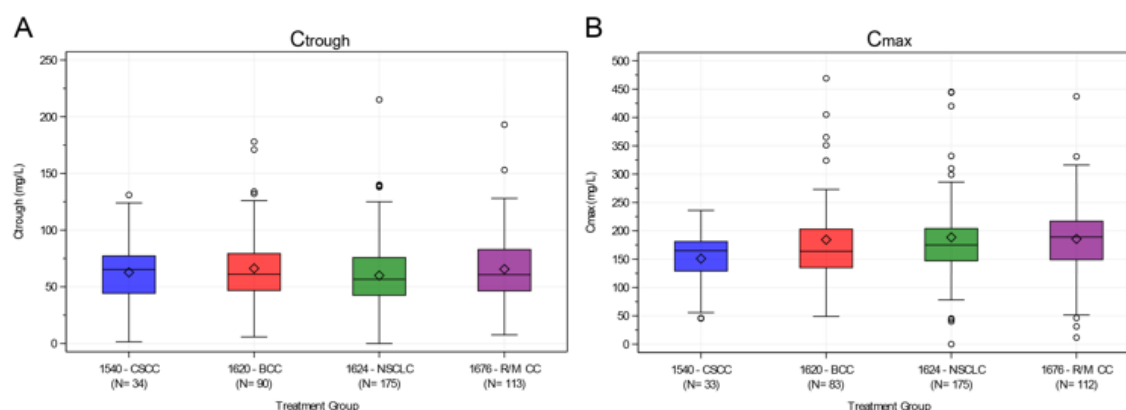 A
Ctrough
250
200
150
100
50
0
Ctrough (mg/L)
1540 - CSCC
(N= 34)
1620 - BCC
(N= 90)
1624 - NSCLC
(N= 175)
1676 - R/M CC
(N= 113)
Treatment Group
B
Cmax
500
450
400
350
300
250
200
150
100
50
0
Cmax (mg/L)
1540 - CSCC
(N= 33)
1620 - BCC
(N= 83)
1624 - NSCLC
(N= 175)
1676 - R/M CC
(N= 112)
Treatment Group